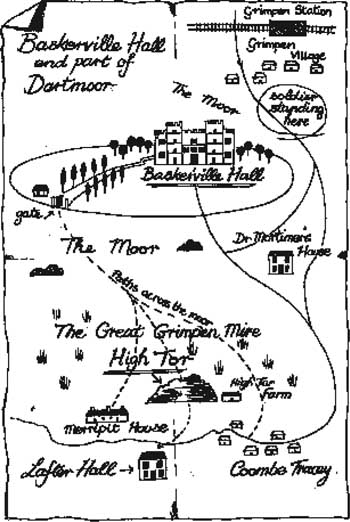 Grimpen Station
Baskerville Hall
and part of
Dartmoor
Grimpen
Village
The Moor
soldier
standing
here
Baskerville Hall
gate
Dr Mortimer's
House
The Moor
Paths across the moor
The Great Grimpen Mire
High Tor
High Tor
Farm
Merripit House
Lafter Hall
Coombe Tracey